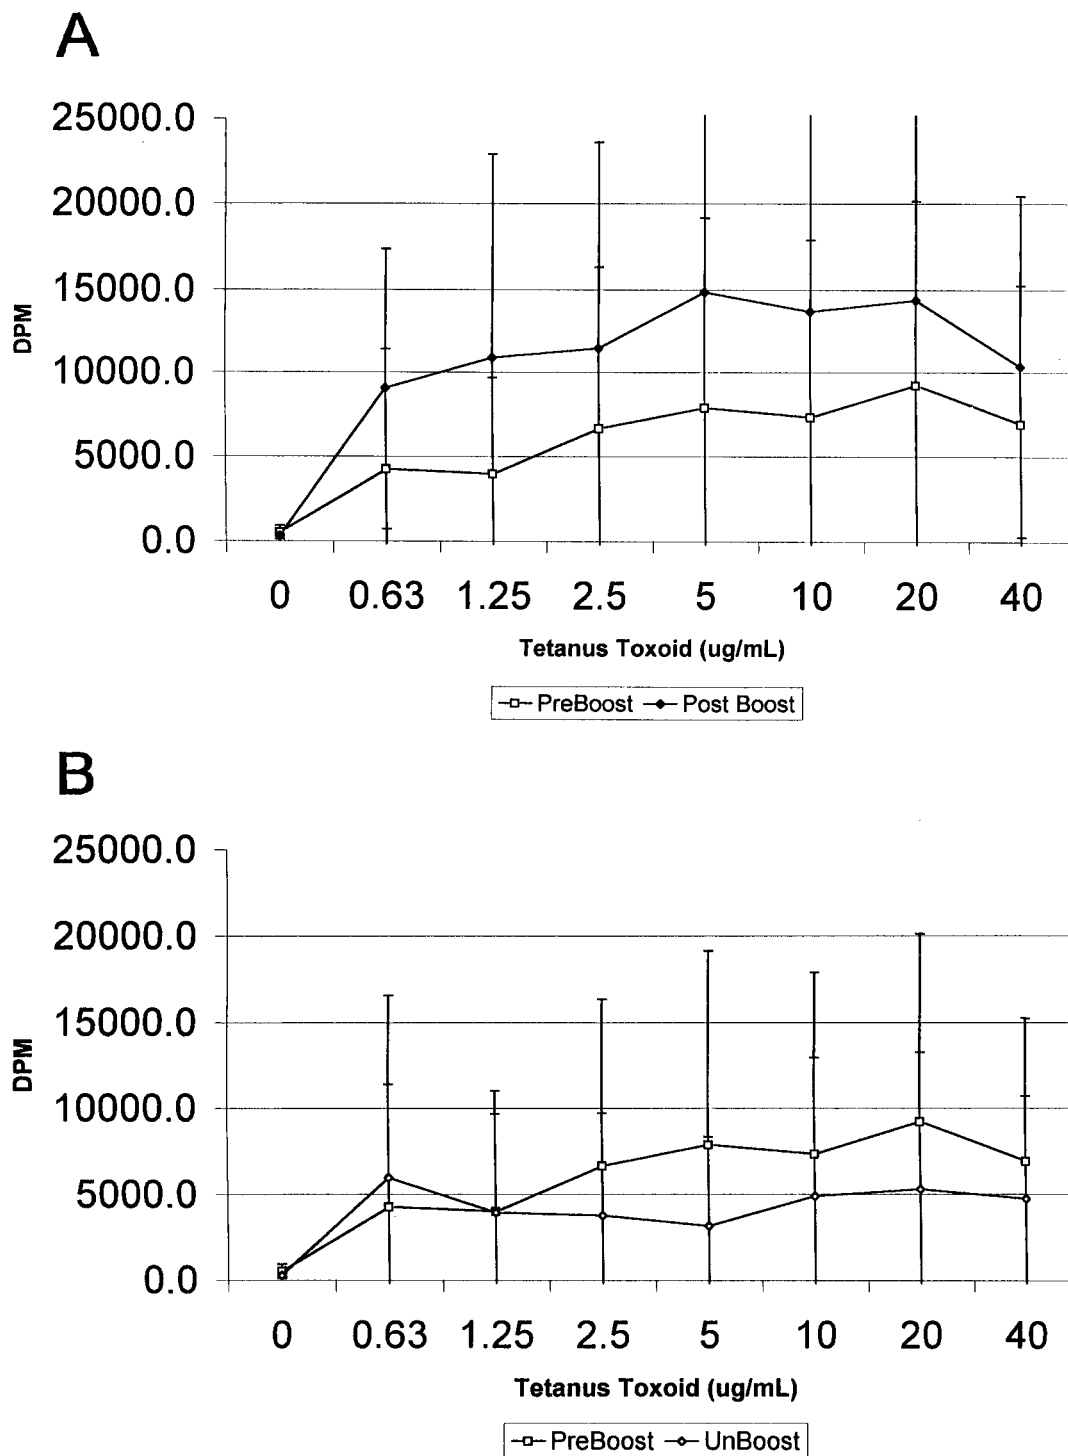 A
25000.0
20000.0
15000.0
10000.0
5000.0
0.0
DPM
0 0.63 1.25 2.5 5 10 20 40
Tetanus Toxoid (ug/mL)
PreBoost Post Boost
B
25000.0
20000.0
15000.0
10000.0
5000.0
0.0
DPM
0 0.63 1.25 2.5 5 10 20 40
Tetanus Toxoid (ug/mL)
PreBoost UnBoost